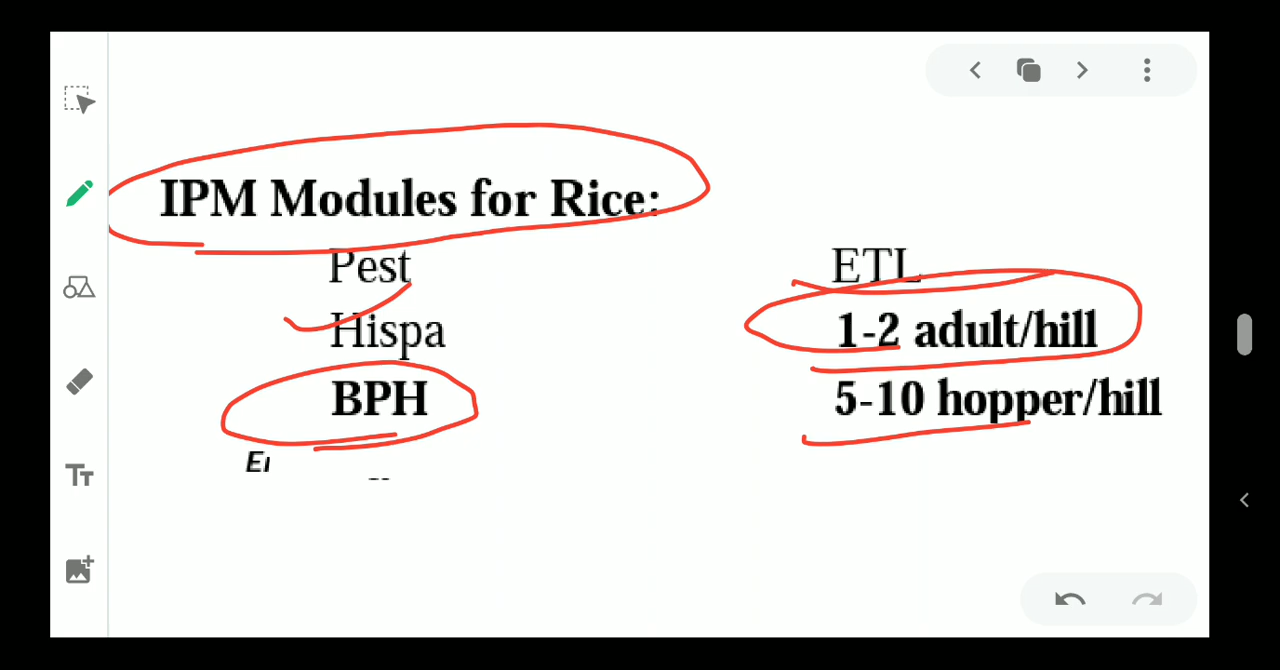 IPM Modules for Rice:
Pest ETL
Hispa 1-2 adult/hill
BPH 5-10 hopper/hill